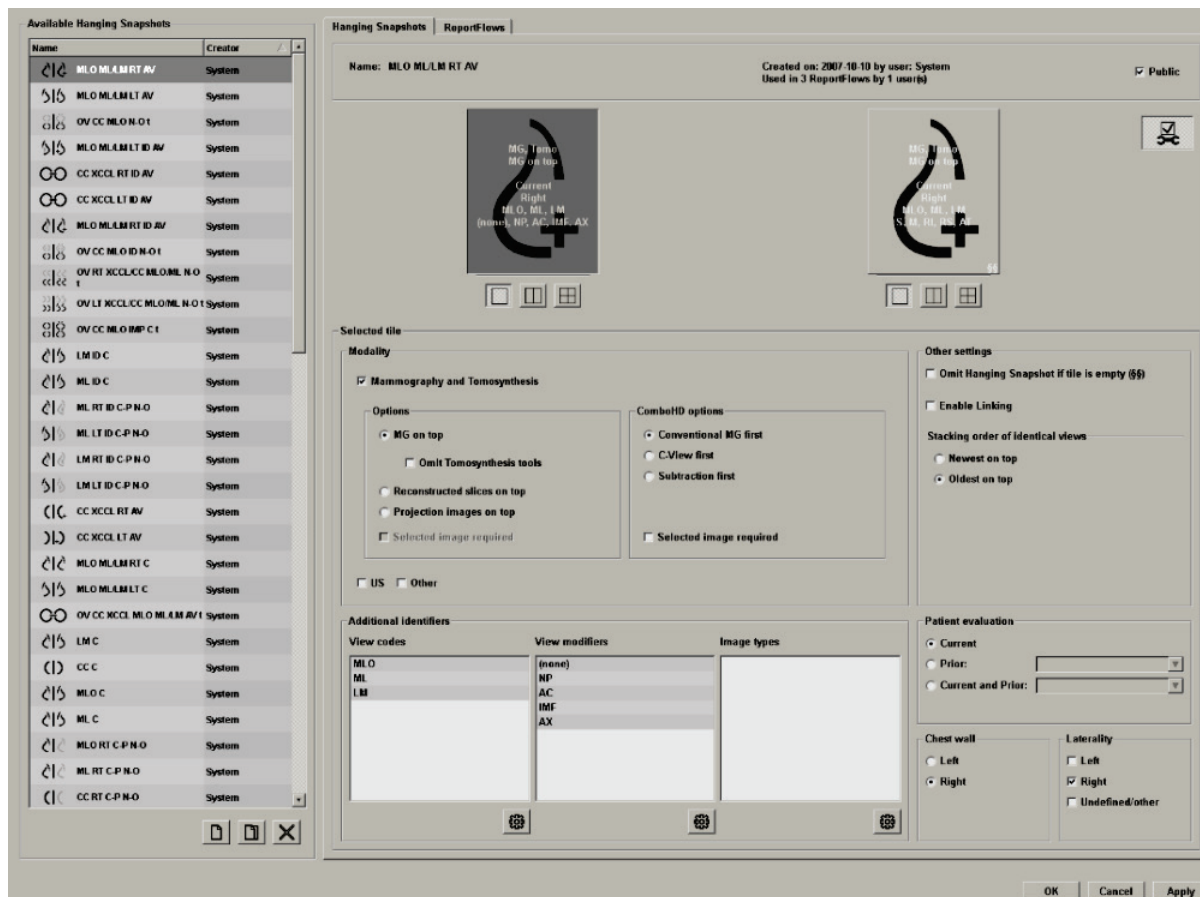 Available Hanging Snapshots
Name Creator
MLO ML/LM RT AV System
MLO ML/LM LT AV System
OV CC MLO N-O t System
MLO ML/LM LT ID AV System
CC XCCL RT ID AV System
CC XCCL LT ID AV System
MLO ML/LM RT ID AV System
OV CC MLO ID N-O t System
OV RT XCCL/CC MLO/ML N-O t System
OV LT XCCL/CC MLO/ML N-O t System
OV CC MLO IMP C t System
LM ID C System
ML ID C System
ML RT ID C-P N-O System
ML LT ID C-P N-O System
LM RT ID C-P N-O System
LM LT ID C-P N-O System
CC XCCL RT AV System
CC XCCL LT AV System
MLO ML/LM RT C System
MLO ML/LM LT C System
OV CC XCCL MLO ML/LM AV t System
LM C System
CC C System
MLO C System
ML C System
MLO RT C-P N-O System
ML RT C-P N-O System
CC RT C-P N-O System
Hanging Snapshots ReportFlows
Name: MLO ML/LM RT AV
Created on: 2007-10-10 by user: System
Used in 3 ReportFlows by 1 user(s)
Public
MG, Tomo
MG on top
Current
Right
MLO, ML, LM
(none), NP, AC, IMF, AX
MG, Tomo
MG on top
Current
Right
MLO, ML, LM
S, M, RL, RS, AT
§§
Selected tile
Modality
Mammography and Tomosynthesis
Options
MG on top
Omit Tomosynthesis tools
Reconstructed slices on top
Projection images on top
Selected image required
ComboHD options
Conventional MG first
C-View first
Subtraction first
Selected image required
US Other
Other settings
Omit Hanging Snapshot if tile is empty (§§)
Enable Linking
Stacking order of identical views
Newest on top
Oldest on top
Additional identifiers
View codes
MLO
ML
LM
View modifiers
(none)
NP
AC
IMF
AX
Image types
Patient evaluation
Current
Prior:
Current and Prior:
Chest wall
Left
Right
Laterality
Left
Right
Undefined/other
OK Cancel Apply